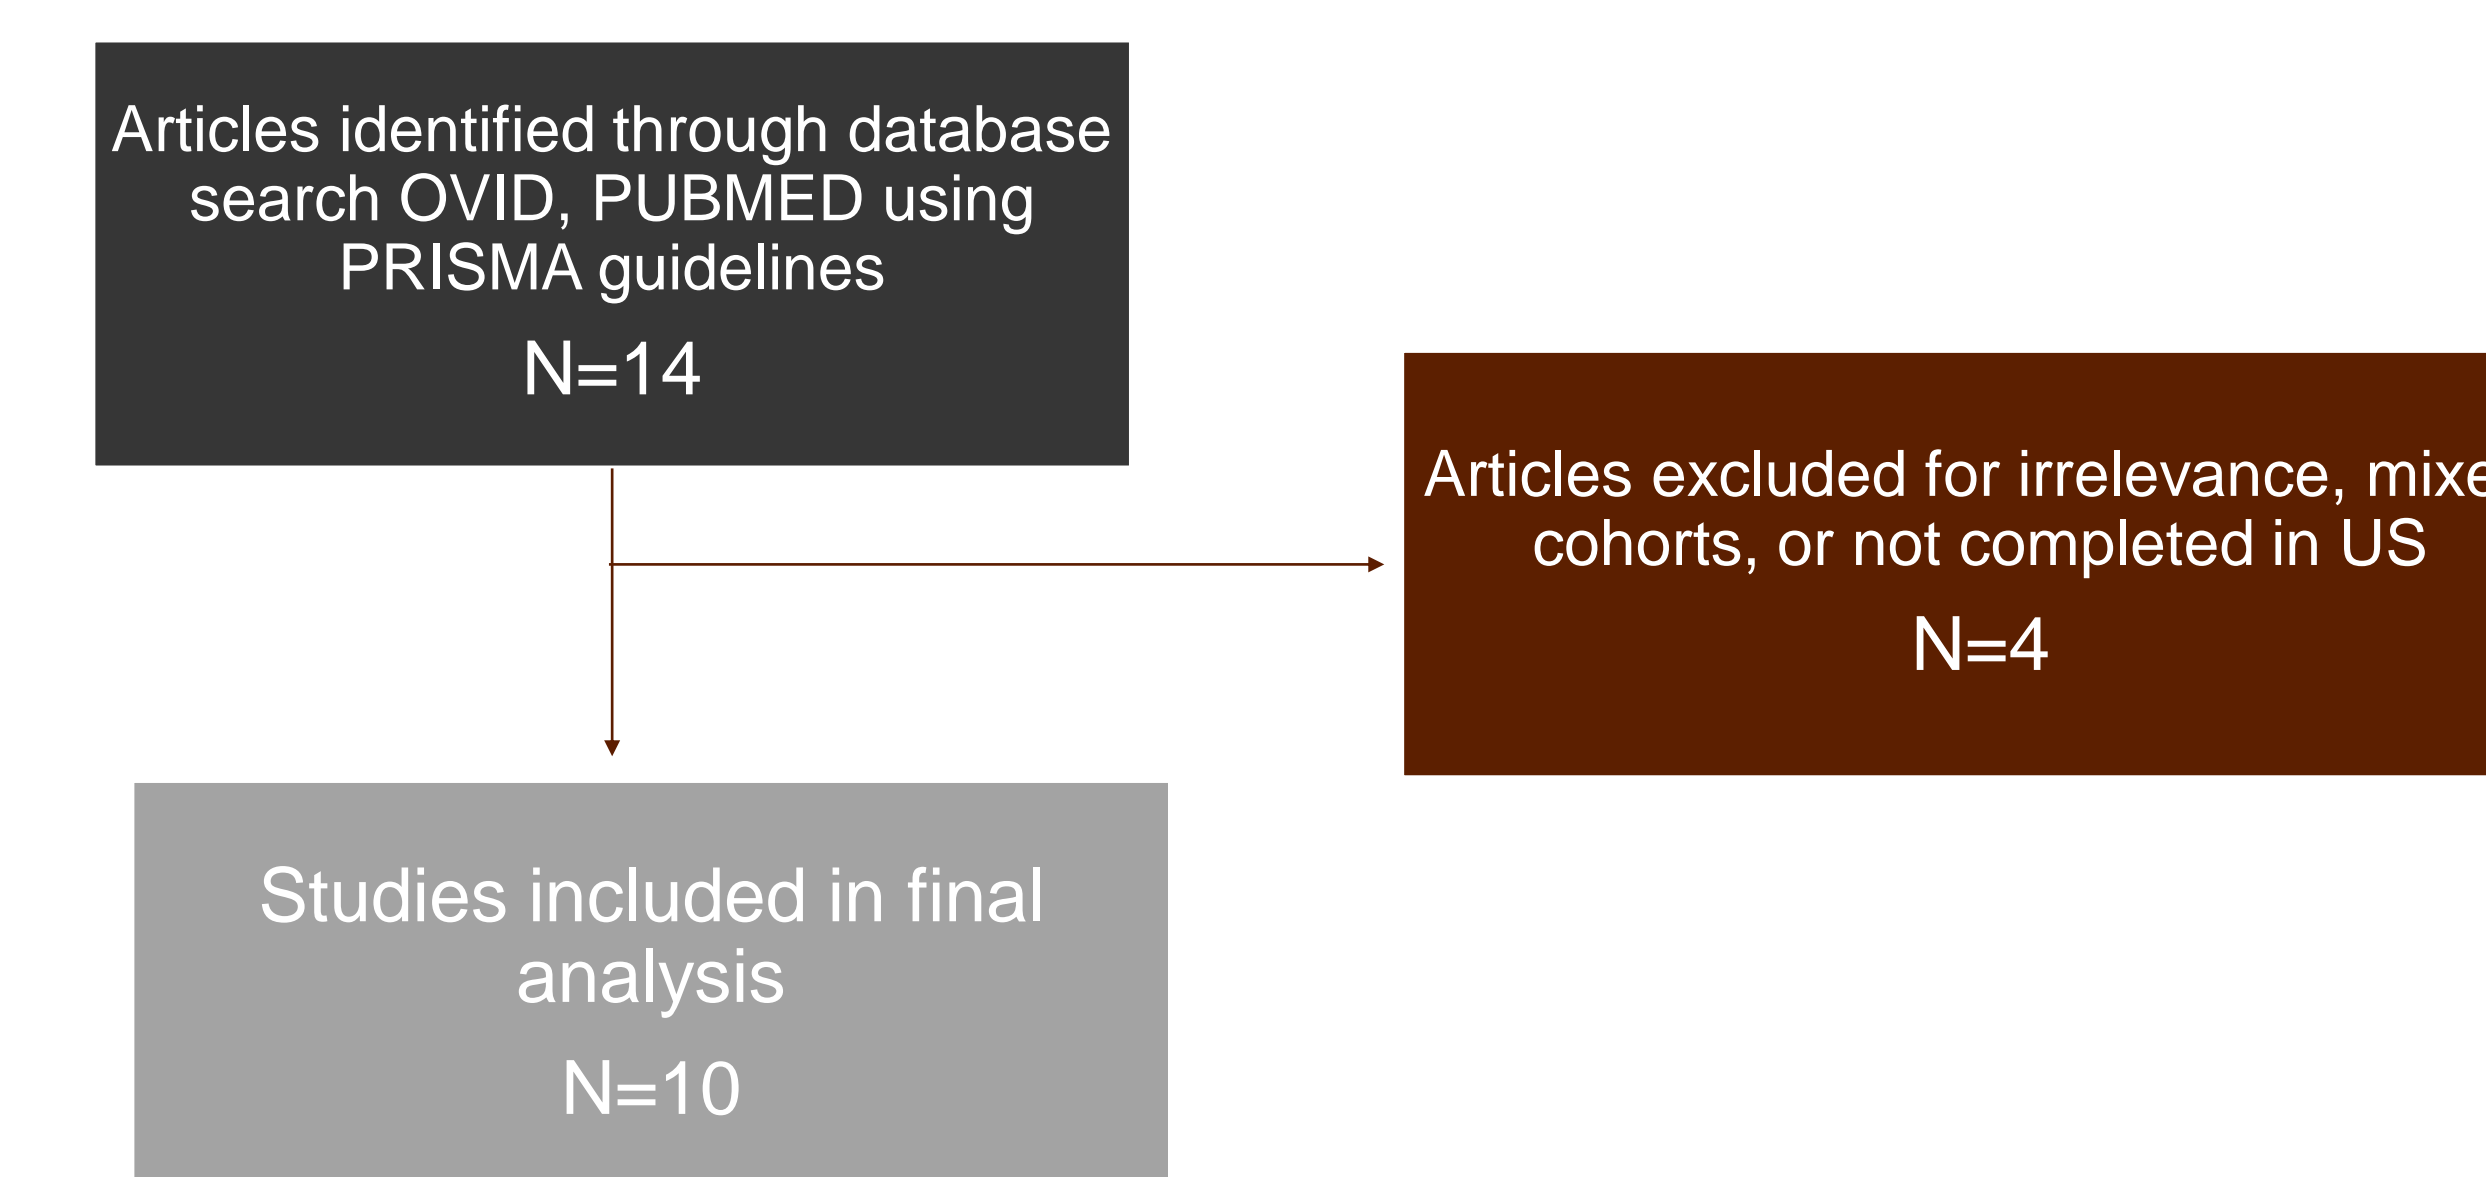 Articles identified through database
search OVID, PUBMED using
PRISMA guidelines
N=14
Articles excluded for irrelevance,
cohorts, or not completed in US
N=4
Studies included in final
analysis
N=10